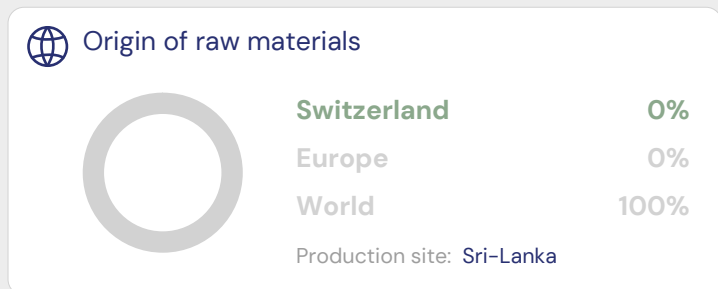 Origin of raw materials
Switzerland 0%
Europe 0%
World 100%
Production site: Sri-Lanka